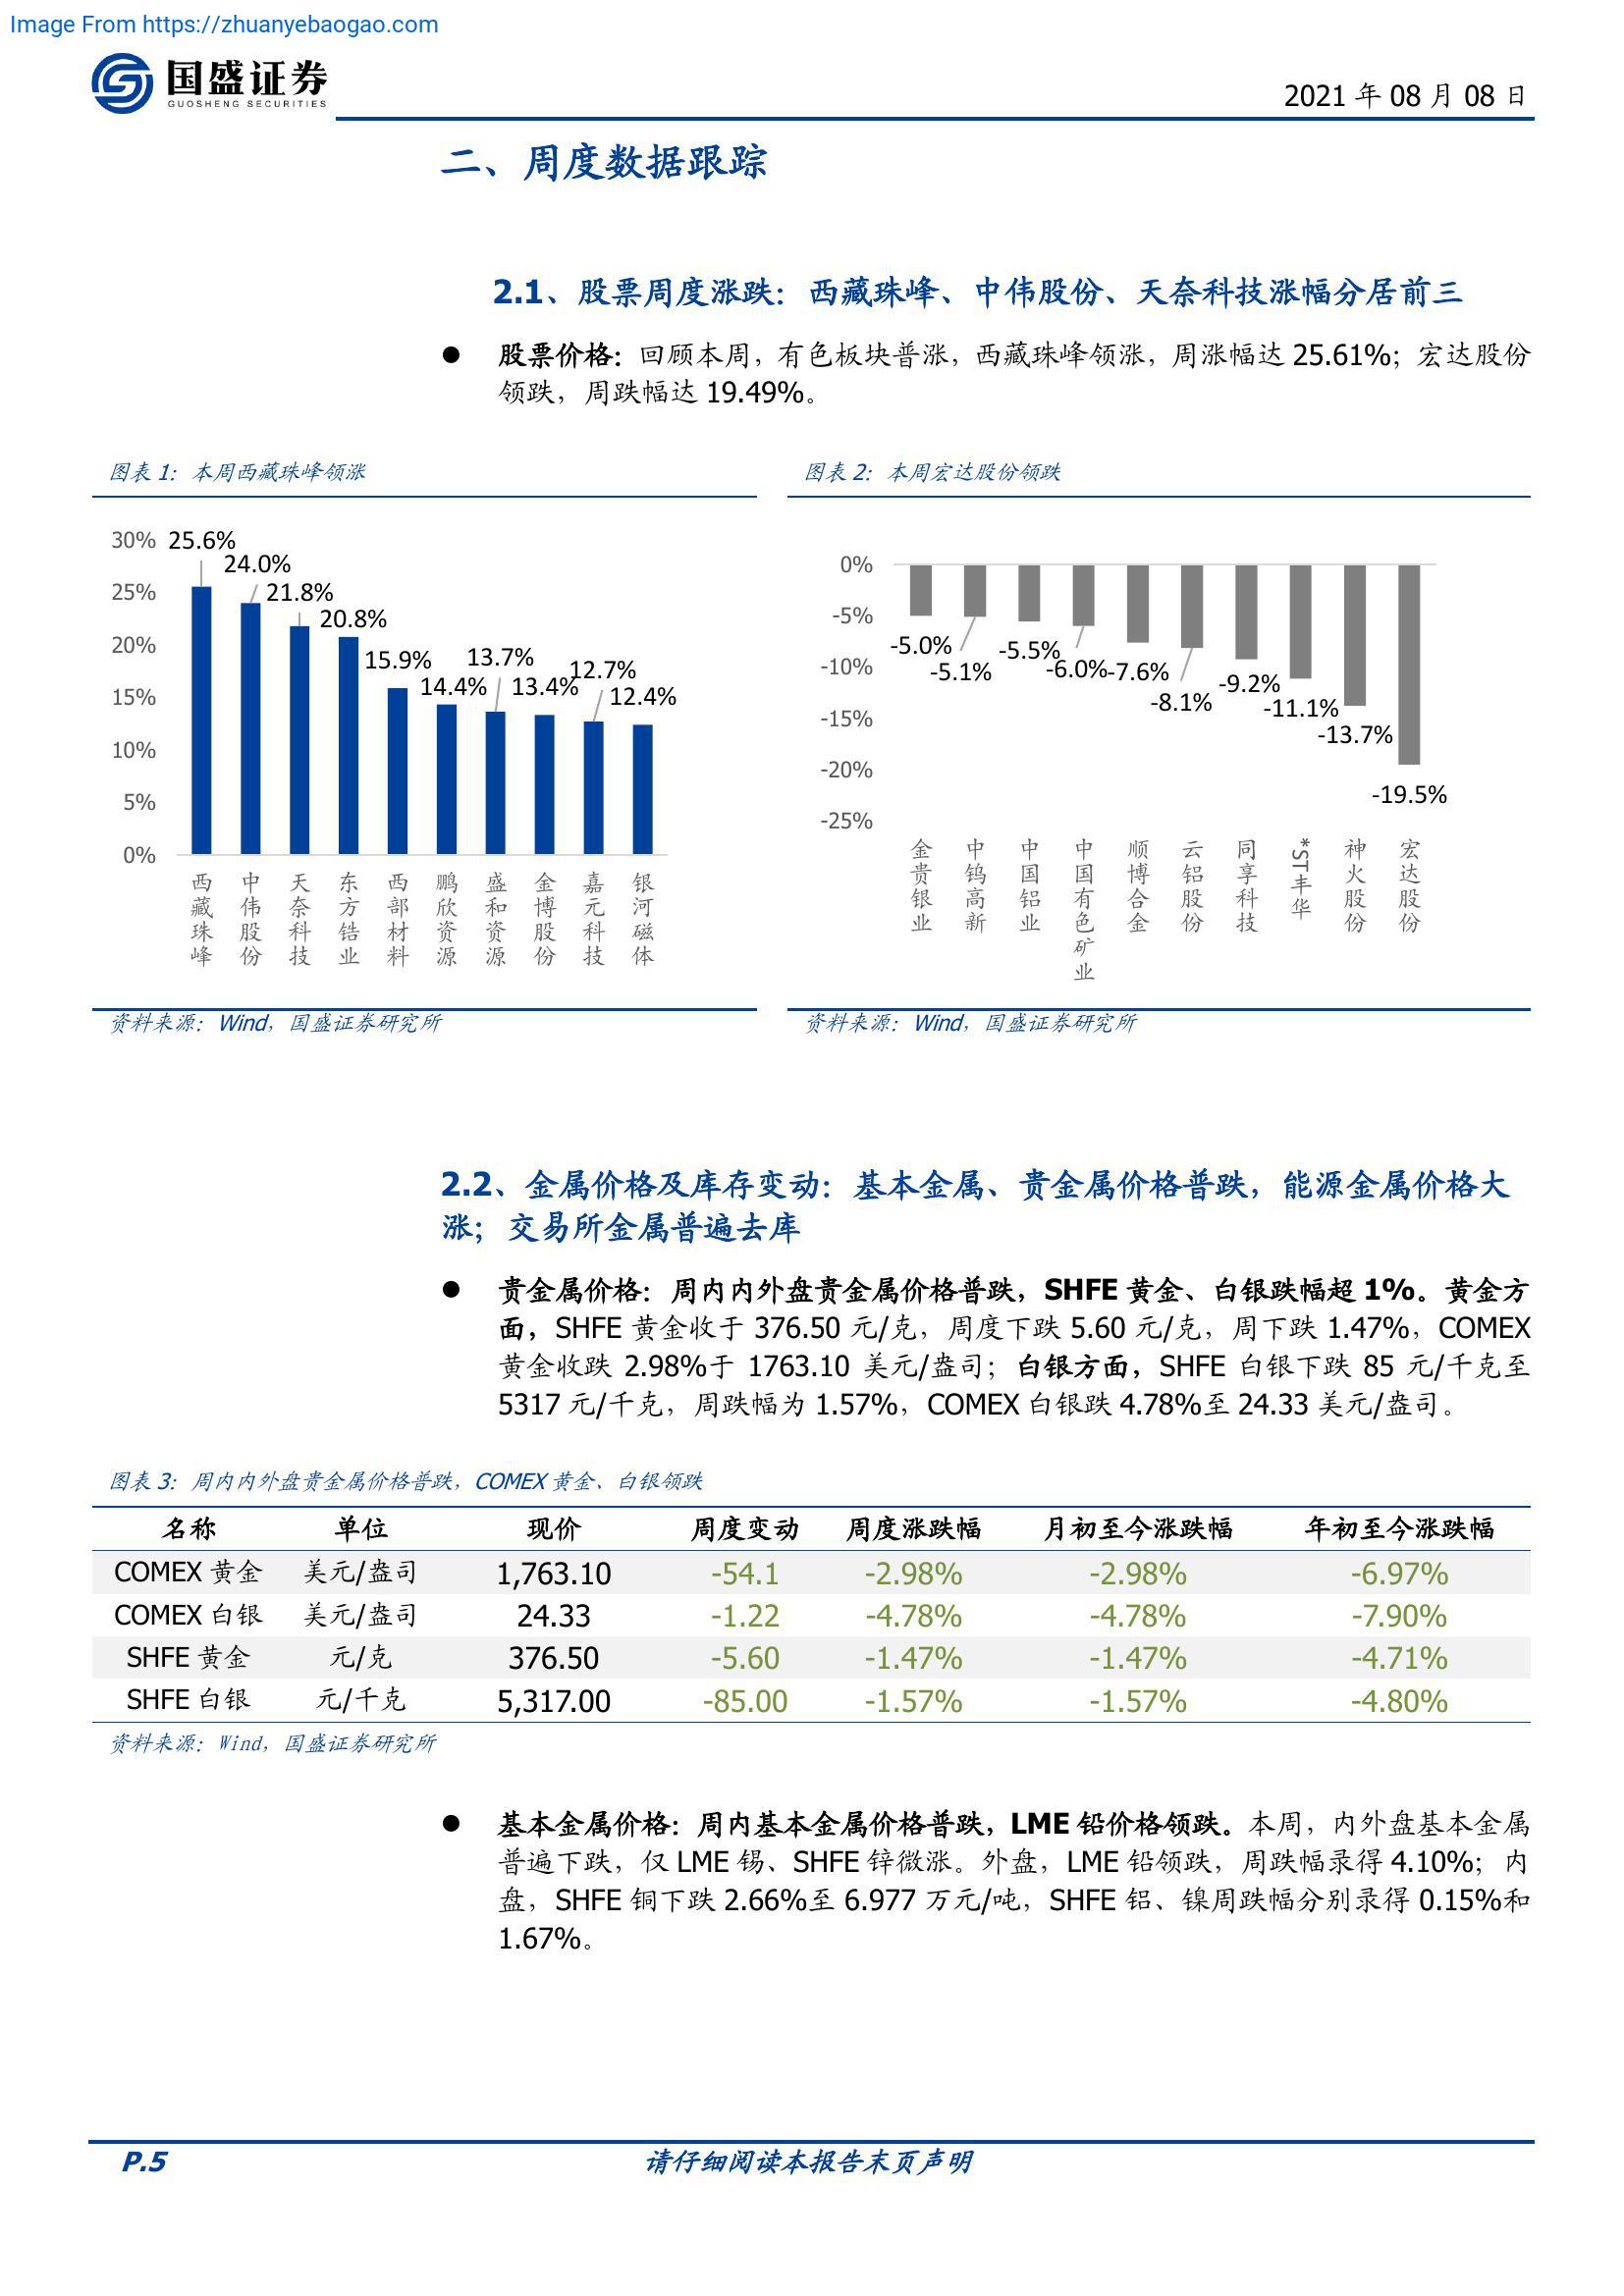 Image From https://zhuanyebaogao.com
国盛证券
GUOSHENG SECURITIES
2021 年 08 月 08 日
二、周度数据跟踪
2.1、股票周度涨跌：西藏珠峰、中伟股份、天奈科技涨幅分居前三
● 股票价格：回顾本周，有色板块普涨，西藏珠峰领涨，周涨幅达 25.61%；宏达股份
领跌，周跌幅达 19.49%。
图表 1：本周西藏珠峰领涨
30%
25%
20%
15%
10%
5%
0%
25.6%
24.0%
21.8%
20.8%
15.9%
14.4%
13.7%
13.4%
12.7%
12.4%
西藏珠峰
中伟股份
天奈科技
东方锆业
西部材料
鹏欣资源
盛和资源
金博股份
嘉元科技
银河磁体
资料来源：Wind，国盛证券研究所
图表 2：本周宏达股份领跌
0%
-5%
-10%
-15%
-20%
-25%
-5.0%
-5.1%
-5.5%
-6.0%
-7.6%
-8.1%
-9.2%
-11.1%
-13.7%
-19.5%
金贵银业
中钨高新
中国铝业
中国有色矿业
顺博合金
云铝股份
同享科技
*ST丰华
神火股份
宏达股份
资料来源：Wind，国盛证券研究所
2.2、金属价格及库存变动：基本金属、贵金属价格普跌，能源金属价格大
涨；交易所金属普遍去库
● 贵金属价格：周内内外盘贵金属价格普跌，SHFE 黄金、白银跌幅超 1%。黄金方
面，SHFE 黄金收于 376.50 元/克，周度下跌 5.60 元/克，周下跌 1.47%，COMEX
黄金收跌 2.98%于 1763.10 美元/盎司；白银方面，SHFE 白银下跌 85 元/千克至
5317 元/千克，周跌幅为 1.57%，COMEX 白银跌 4.78%至 24.33 美元/盎司。
图表 3：周内内外盘贵金属价格普跌，COMEX 黄金、白银领跌
名称 单位 现价 周度变动 周度涨跌幅 月初至今涨跌幅 年初至今涨跌幅
COMEX 黄金 美元/盎司 1,763.10 -54.1 -2.98% -2.98% -6.97%
COMEX 白银 美元/盎司 24.33 -1.22 -4.78% -4.78% -7.90%
SHFE 黄金 元/克 376.50 -5.60 -1.47% -1.47% -4.71%
SHFE 白银 元/千克 5,317.00 -85.00 -1.57% -1.57% -4.80%
资料来源：Wind，国盛证券研究所
● 基本金属价格：周内基本金属价格普跌，LME 铅价格领跌。本周，内外盘基本金属
普遍下跌，仅 LME 锡、SHFE 锌微涨。外盘，LME 铅领跌，周跌幅录得 4.10%；内
盘，SHFE 铜下跌 2.66%至 6.977 万元/吨，SHFE 铝、镍周跌幅分别录得 0.15%和
1.67%。
P.5
请仔细阅读本报告末页声明